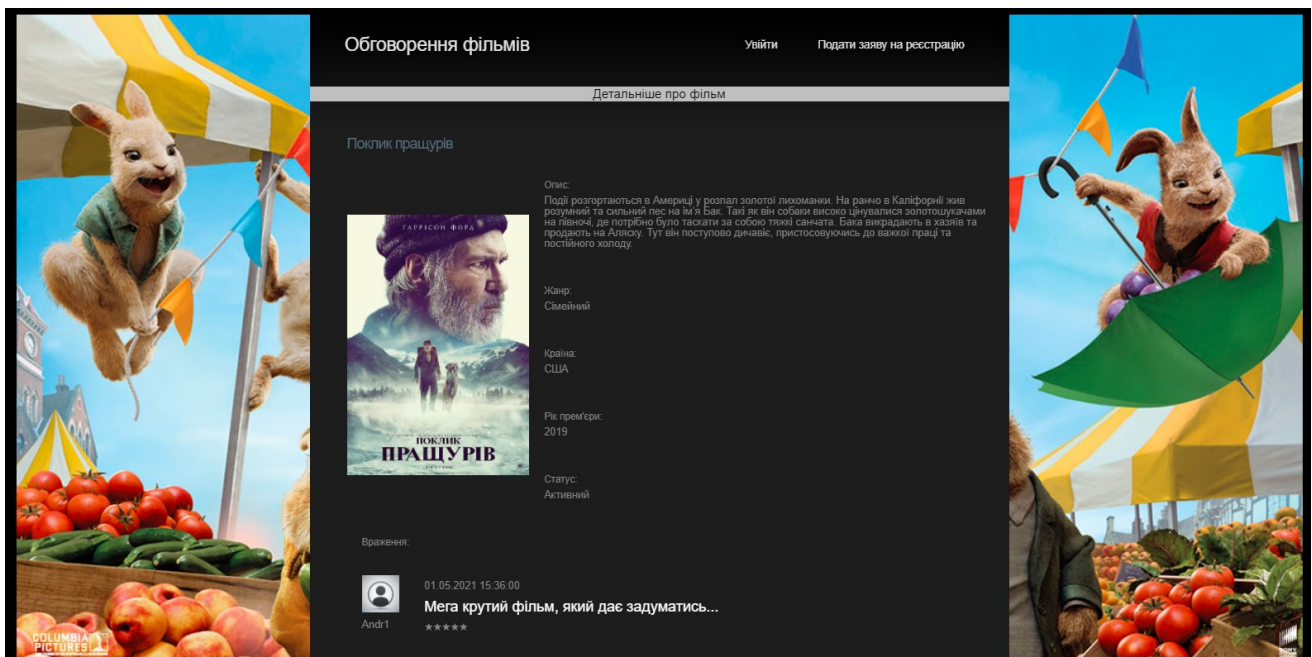 Обговорення фільмів
Увійти
Подати заяву на реєстрацію
Детальніше про фільм
Поклик пращурів
Опис:
Події розгортаються в Америці у розпал золотої лихоманки. На ранчо в Каліфорнії жив
розумний та сильний пес на ім'я Бак. Такі як він собаки високо цінувалися золотошукачами
на півночі, де потрібно було таскати за собою тяжкі санчата. Бака викрадають в хазяїв та
продають на Аляску. Тут він поступово дичавіє, пристосовуючись до важкої праці та
постійного холоду.
ГАРРІСОН ФОРД
ПОКЛИК
ПРАЩУРІВ
Жанр:
Сімейний
Країна:
США
Рік прем'єри:
2019
Статус:
Активний
Враження:
01.05.2021 15:36:00
Мега крутий фільм, який дає задуматись...
Andr1
★★★★★
COLUMBIA
PICTURES
SONY